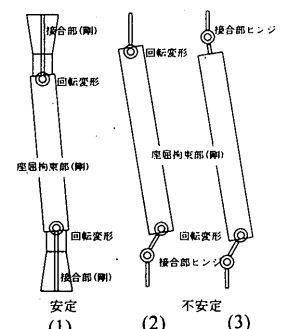 接合部(剛)
接合部ヒンジ
回転変形
回転変形
座屈拘束部(剛)
座屈拘束部(剛)
回転変形
回転変形
接合部ヒンジ
接合部(剛)
安定
不安定
(1)
(2)
(3)